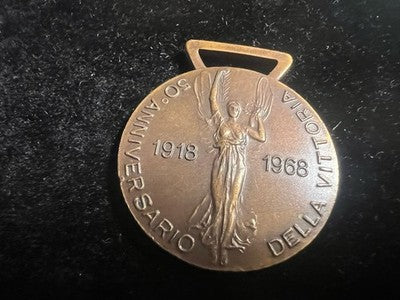 50° ANNIVERSARIO DELLA VITTORIA
1918 1968